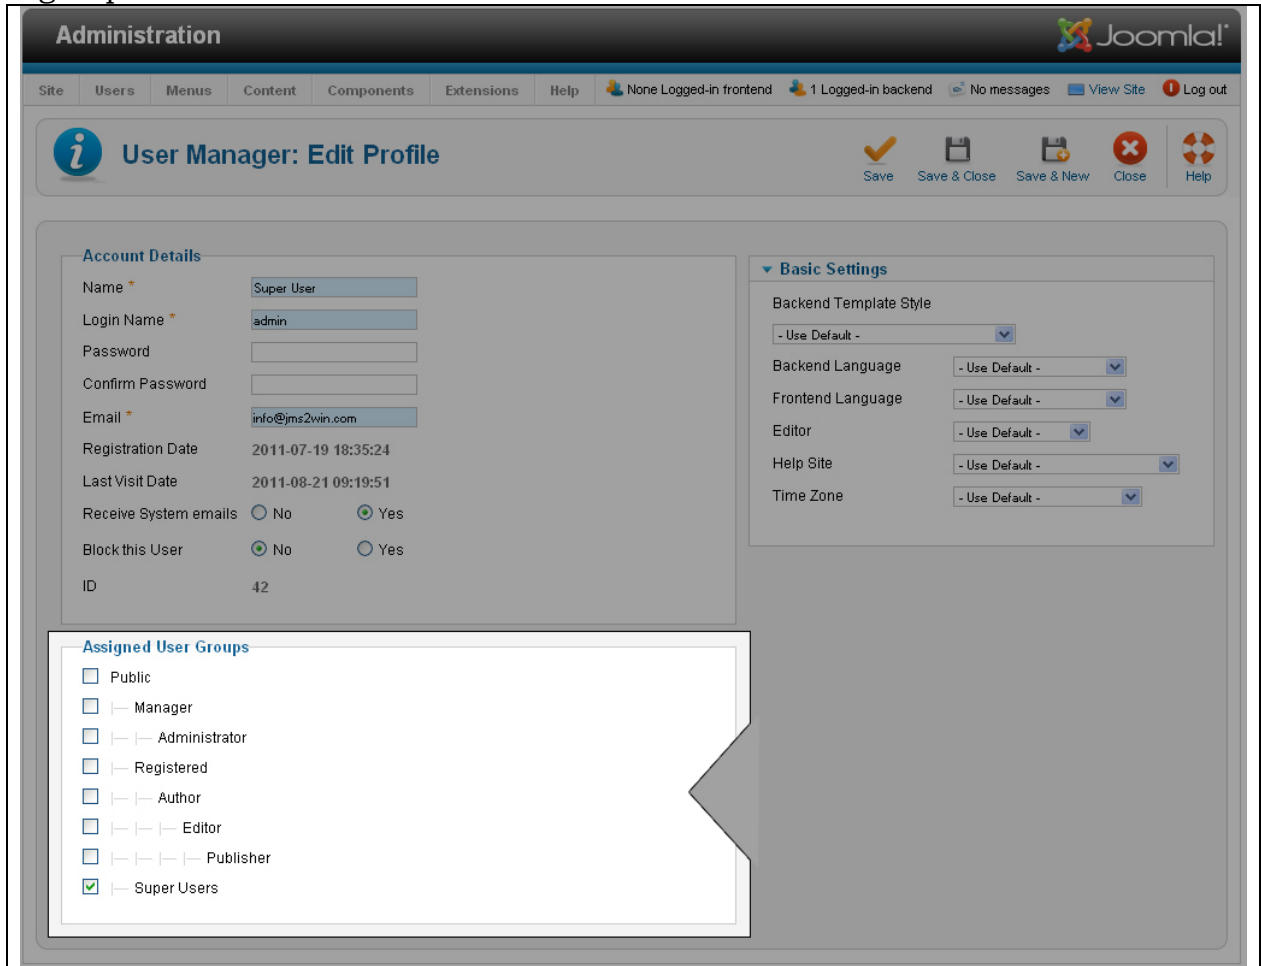 Administration
Joomla!
Site Users Menus Content Components Extensions Help None Logged-in frontend 1 Logged-in backend No messages View Site Log out
User Manager: Edit Profile
Save Save & Close Save & New Close Help
Account Details
Name *
Super User
Login Name *
admin
Password
Confirm Password
Email *
info@jms2win.com
Registration Date
2011-07-19 18:35:24
Last Visit Date
2011-08-21 09:19:51
Receive System emails No Yes
Block this User No Yes
ID
42
Basic Settings
Backend Template Style
- Use Default -
Backend Language - Use Default -
Frontend Language - Use Default -
Editor - Use Default -
Help Site - Use Default -
Time Zone - Use Default -
Assigned User Groups
Public
|— Manager
|— |— Administrator
|— Registered
|— |— Author
|— |— |— Editor
|— |— |— |— Publisher
|— Super Users